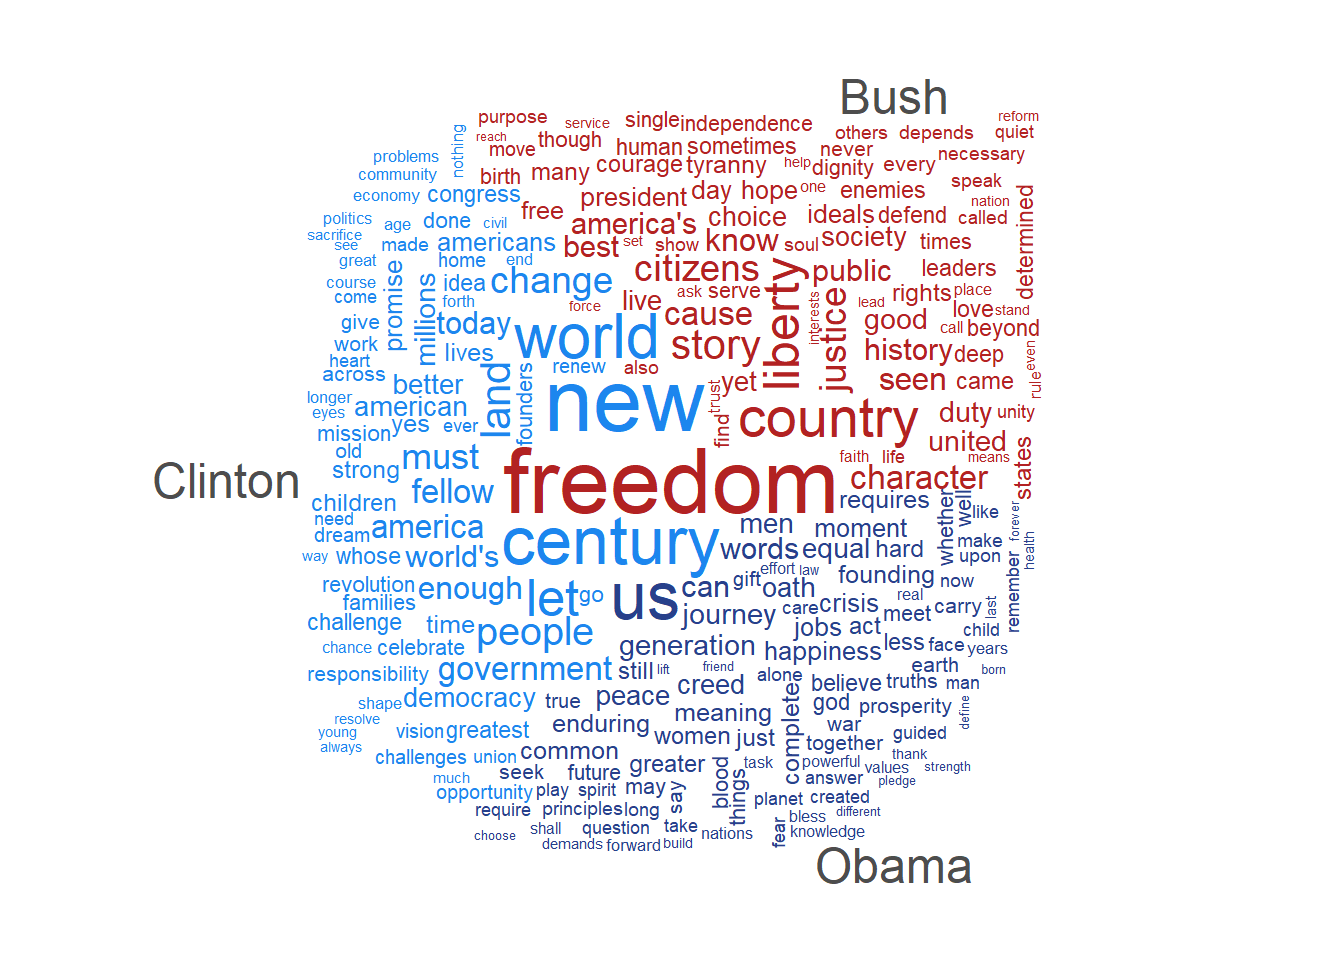 Bush
purpose service single independence others depends reform quiet
reach move though human sometimes never necessary
problems nothing birth many courage tyranny help dignity every
community
economy congress president day hope one enemies speak nation
politics age done civil free america's choice ideals defend called determined
sacrifice see made americans best set show know soul society times
great home end citizens public leaders
course promise millions idea change ask serve liberty interests justice rights place
come forth force live lead love stand
give today world cause good call beyond
work lives story history deep even
heart renew also seen came rule
across better land founders new trust yet
longer american country duty unity
eyes yes ever find united
mission old must faith life means states
Clinton
strong fellow freedom character
children requires whether well like forever
need america century men moment make health
dream words equal hard upon
way whose world's effort law
revolution enough let go us can gift oath founding now remember
families journey care crisis real meet carry last
challenge time people jobs act child
chance celebrate generation happiness less face years
responsibility government still lift friend alone earth born
shape democracy true peace creed complete believe truths man
resolve enduring meaning god prosperity define
young vision greatest women just war guided
always challenges union common together thank
much seek future greater task powerful values strength
opportunity play spirit may say blood things answer pledge
require principles long planet created different
choose shall question take nations fear bless knowledge
demands forward build
Obama